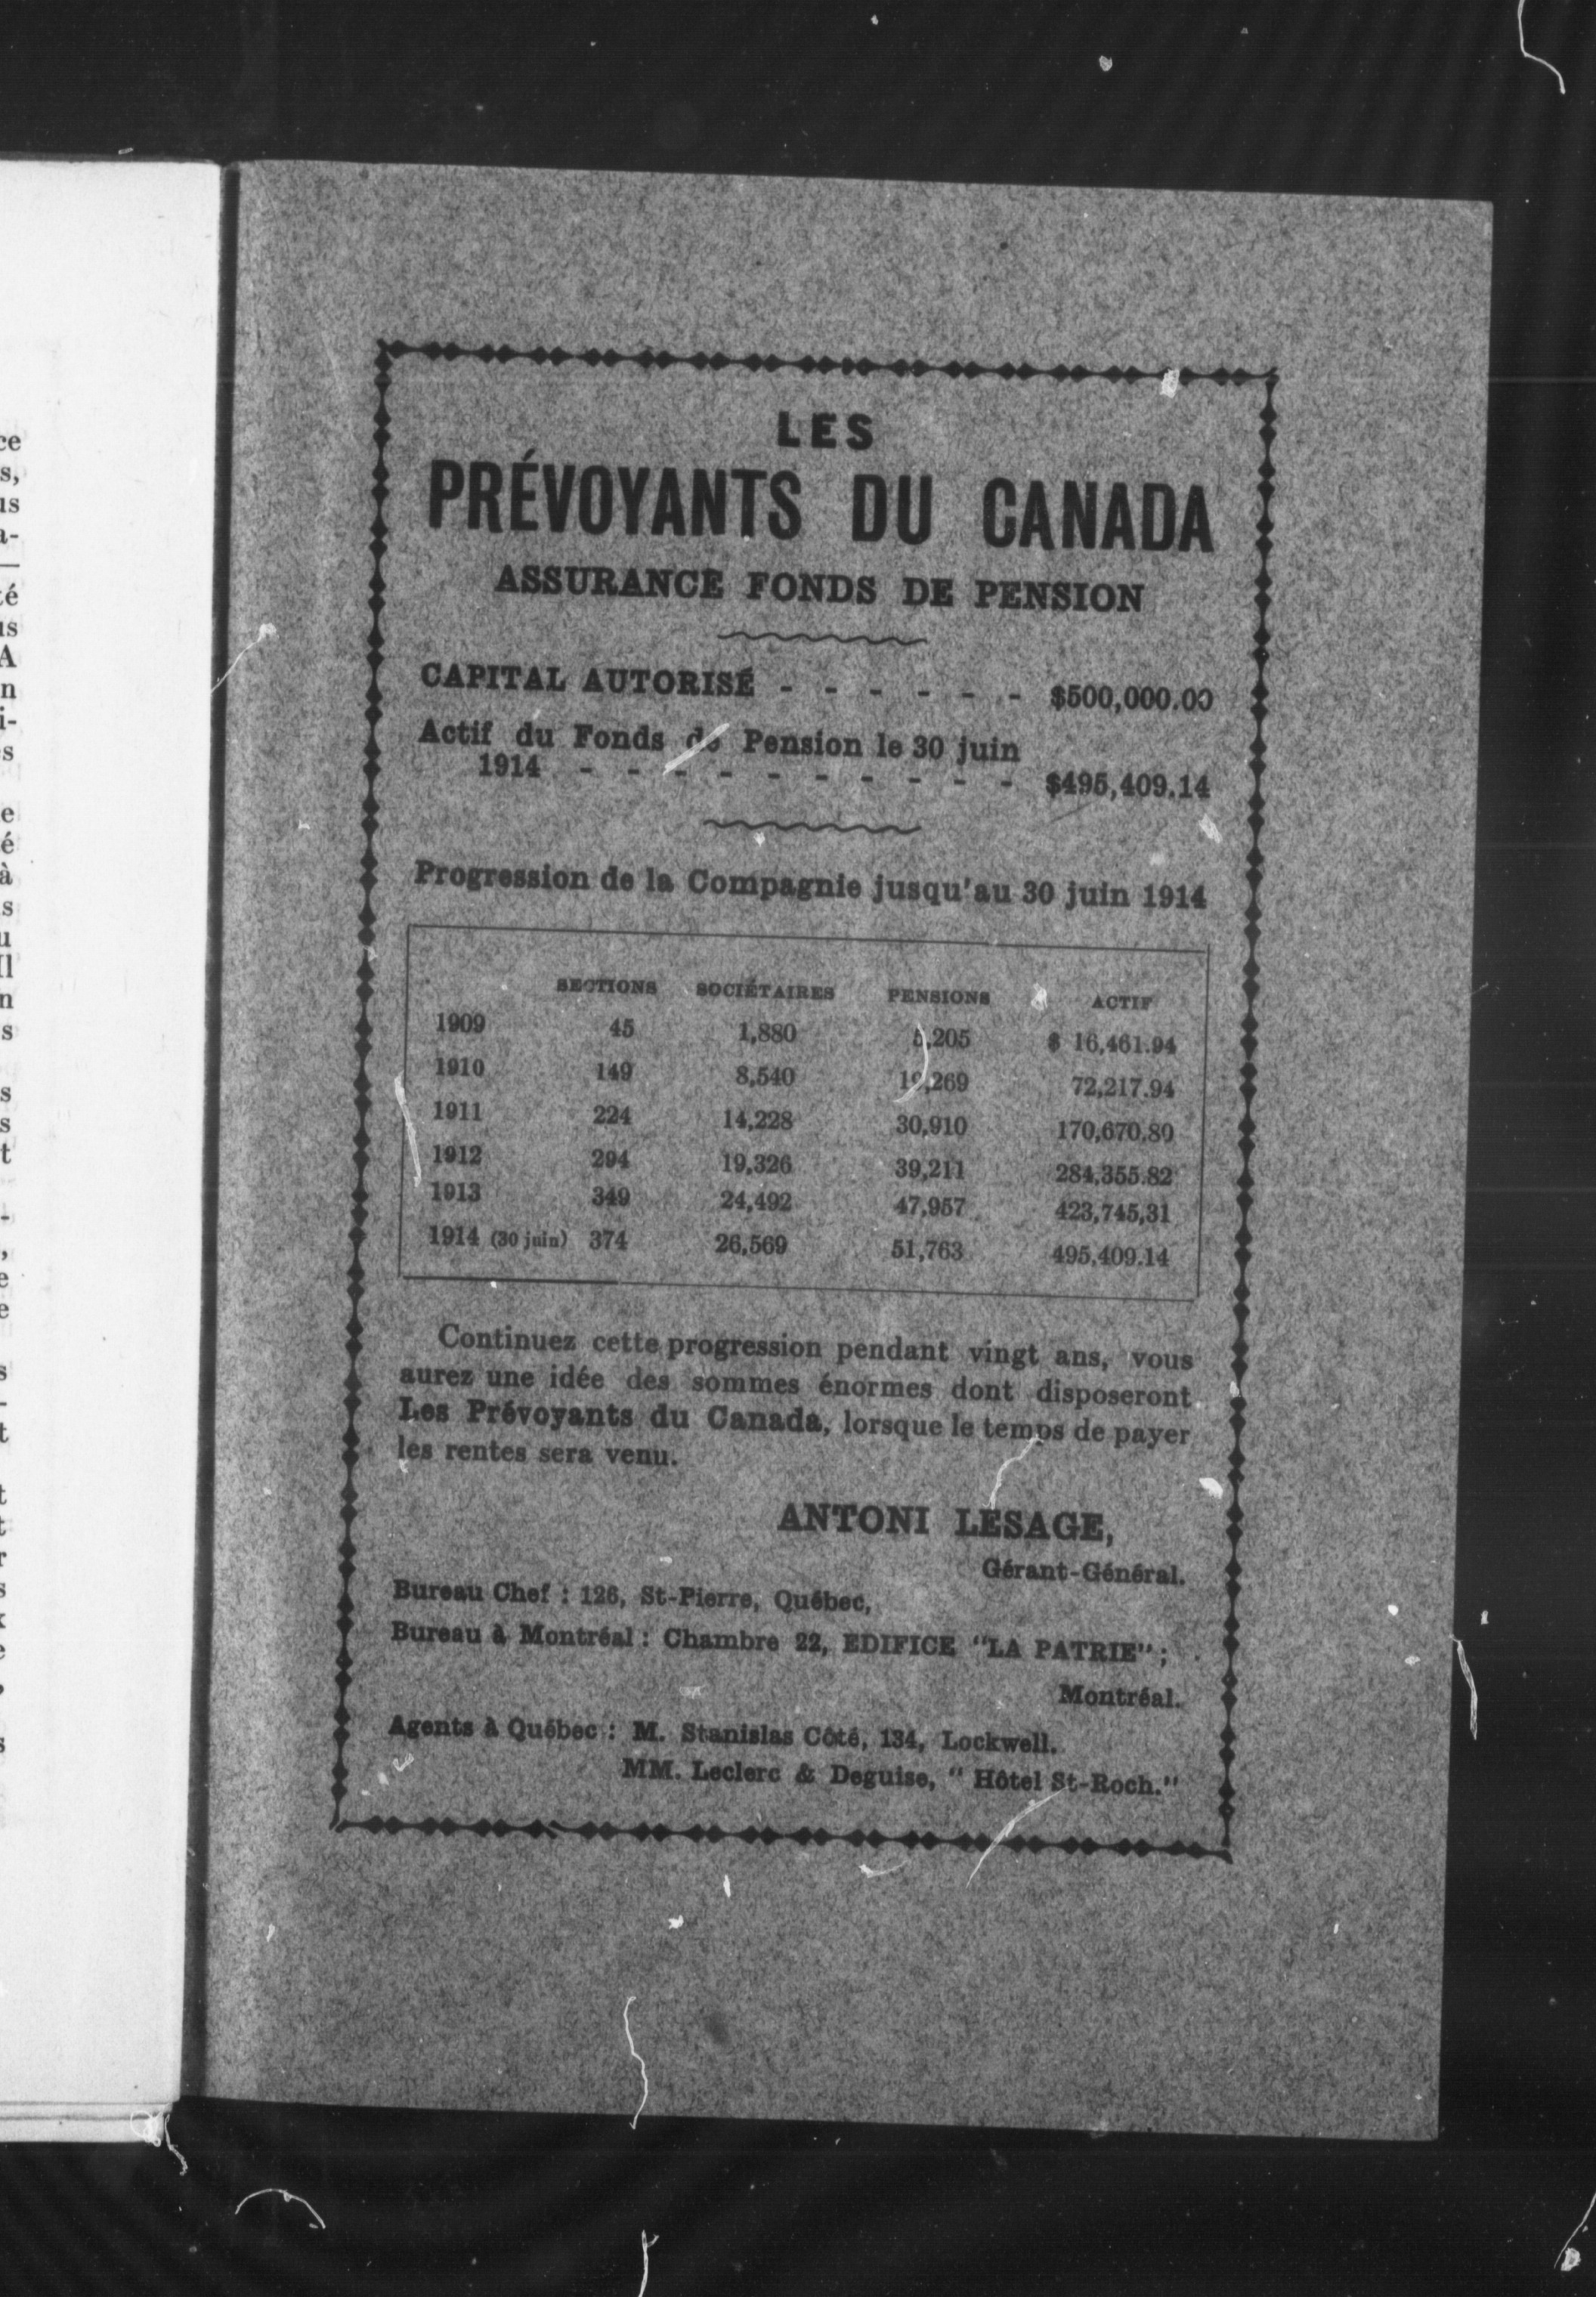 LES
PRÉVOYANTS DU CANADA
ASSURANCE FONDS DE PENSION
CAPITAL AUTORISÉ - - - - - - $500,000.00
Actif du Fonds de Pension le 30 juin
1914 - - - - - - - - - - $495,409.14
Progression de la Compagnie jusqu'au 30 juin 1914
SECTIONS SOCIÉTAIRES PENSIONS ACTIF
1909 45 1,880 5,205 $ 16,461.94
1910 149 8,540 19,269 72,217.94
1911 224 14,228 30,910 170,670.80
1912 294 19,326 39,211 284,355.82
1913 349 24,492 47,957 423,745,31
1914 (30 juin) 374 26,569 51,763 495,409.14
Continuez cette progression pendant vingt ans, vous
aurez une idée des sommes énormes dont disposeront
Les Prévoyants du Canada, lorsque le temps de payer
les rentes sera venu.
ANTONI LESAGE,
Gérant-Général.
Bureau Chef : 126, St-Pierre, Québec,
Bureau à Montréal : Chambre 22, EDIFICE "LA PATRIE" ;
Montréal.
Agents à Québec : M. Stanislas Côté, 134, Lockwell.
MM. Leclerc & Deguise, " Hôtel St-Roch."